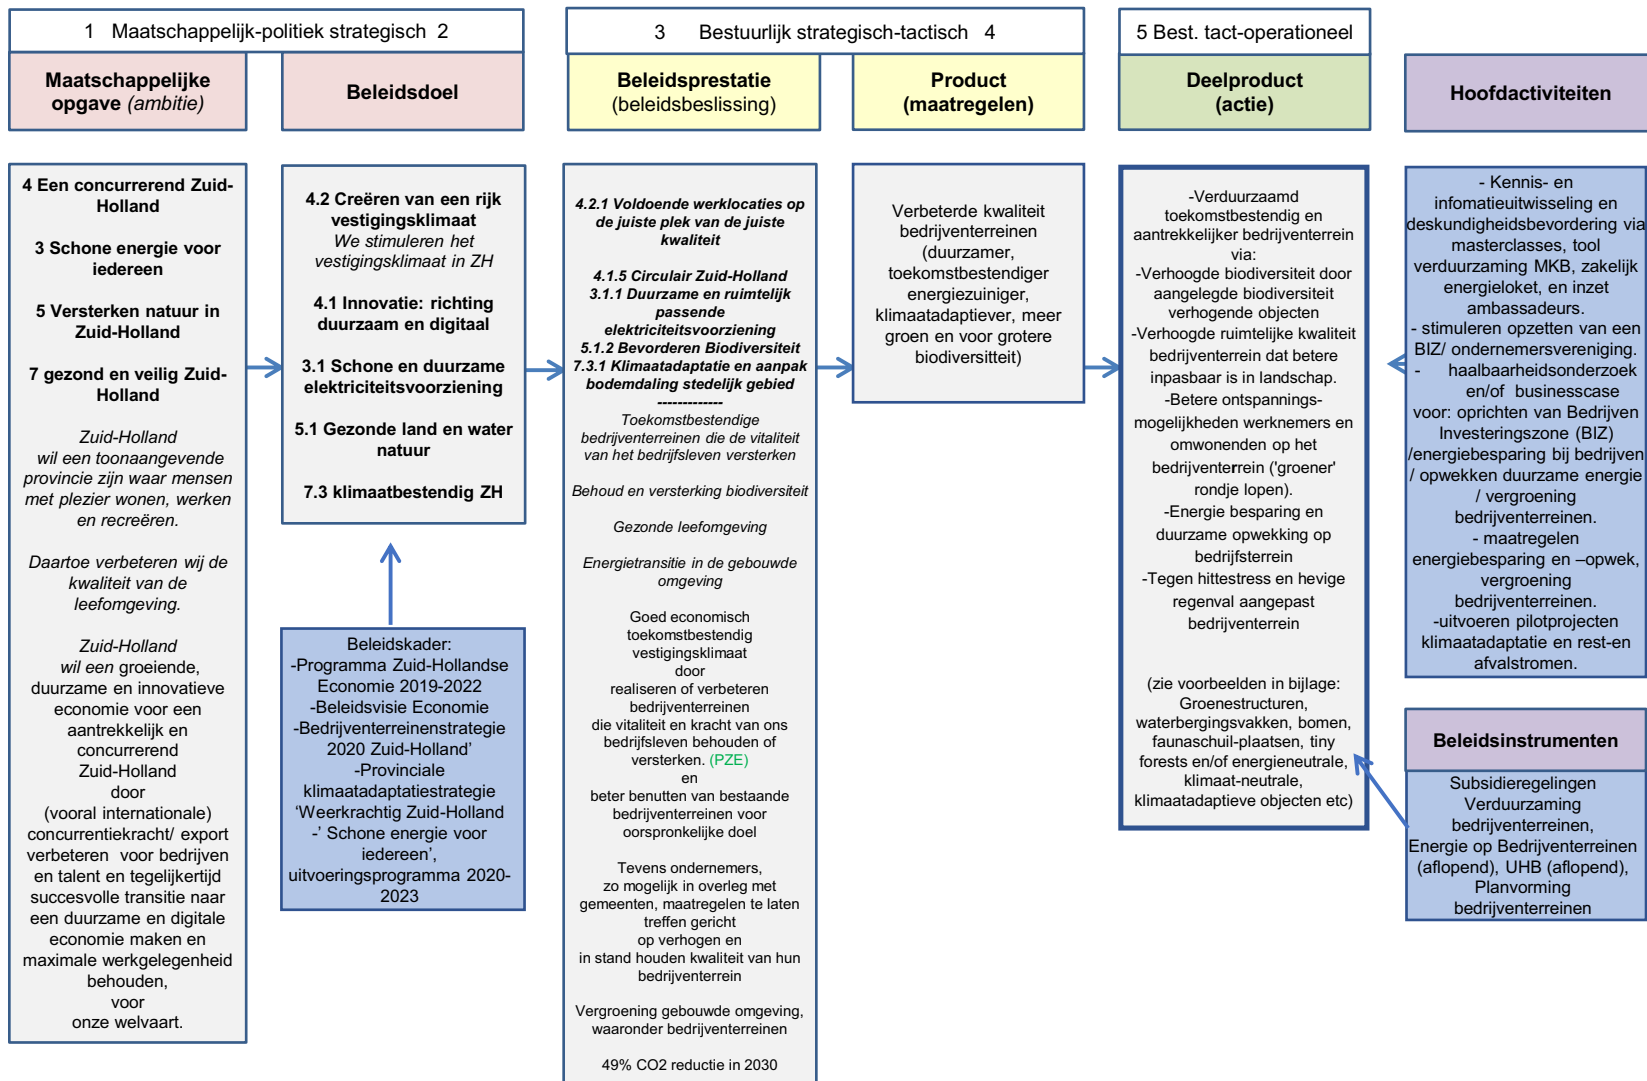 1 Maatschappelijk-politiek strategisch 2
3 Bestuurlijk strategisch-tactisch 4
5 Best. tact-operationeel
Maatschappelijke
opgave (ambitie)
Beleidsdoel
Beleidsprestatie
(beleidsbeslissing)
Product
(maatregelen)
Deelproduct
(actie)
Hoofdactiviteiten
4 Een concurrerend Zuid-
Holland
3 Schone energie voor
iedereen
5 Versterken natuur in
Zuid-Holland
7 gezond en veilig Zuid-
Holland
Zuid-Holland
wil een toonaangevende
provincie zijn waar mensen
met plezier wonen, werken
en recreëren.
Daartoe verbeteren wij de
kwaliteit van de
leefomgeving.
Zuid-Holland
wil een groeiende,
duurzame en innovatieve
economie voor een
aantrekkelijk en
concurrerend
Zuid-Holland
door
(vooral internationale)
concurrentiekracht/ export
verbeteren voor bedrijven
en talent en tegelijkertijd
succesvolle transitie naar
een duurzame en digitale
economie maken en
maximale werkgelegenheid
behouden,
voor
onze welvaart.
4.2 Creëren van een rijk
vestigingsklimaat
We stimuleren het
vestigingsklimaat in ZH
4.1 Innovatie: richting
duurzaam en digitaal
3.1 Schone en duurzame
elektriciteitsvoorziening
5.1 Gezonde land en water
natuur
7.3 klimaatbestendig ZH
Beleidskader:
-Programma Zuid-Hollandse
Economie 2019-2022
-Beleidsvisie Economie
-Bedrijventerreinenstrategie
2020 Zuid-Holland’
-Provinciale
klimaatadaptatiestrategie
‘Weerkrachtig Zuid-Holland
-’ Schone energie voor
iedereen’,
uitvoeringsprogramma 2020-
2023
4.2.1 Voldoende werklocaties op
de juiste plek van de juiste
kwaliteit
4.1.5 Circulair Zuid-Holland
3.1.1 Duurzame en ruimtelijk
passende
elektriciteitsvoorziening
5.1.2 Bevorderen Biodiversiteit
7.3.1 Klimaatadaptatie en aanpak
bodemdaling stedelijk gebied
-------------
Toekomstbestendige
bedrijventerreinen die de vitaliteit
van het bedrijfsleven versterken
Behoud en versterking biodiversiteit
Gezonde leefomgeving
Energietransitie in de gebouwde
omgeving
Goed economisch
toekomstbestendig
vestigingsklimaat
door
realiseren of verbeteren
bedrijventerreinen
die vitaliteit en kracht van ons
bedrijfsleven behouden of
versterken. (PZE)
en
beter benutten van bestaande
bedrijventerreinen voor
oorspronkelijke doel
Tevens ondernemers,
zo mogelijk in overleg met
gemeenten, maatregelen te laten
treffen gericht
op verhogen en
in stand houden kwaliteit van hun
bedrijventerrein
Vergroening gebouwde omgeving,
waaronder bedrijventerreinen
49% CO2 reductie in 2030
Verbeterde kwaliteit
bedrijventerreinen
(duurzamer,
toekomstbestendiger
energiezuiniger,
klimaatadaptiever, meer
groen en voor grotere
biodiversitteit)
-Verduurzaamd
toekomstbestendig en
aantrekkelijker bedrijventerrein
via:
-Verhoogde biodiversiteit door
aangelegde biodiversiteit
verhogende objecten
-Verhoogde ruimtelijke kwaliteit
bedrijventerrein dat betere
inpasbaar is in landschap.
-Betere ontspannings-
mogelijkheden werknemers en
omwonenden op het
bedrijventerrein ('groener'
rondje lopen).
-Energie besparing en
duurzame opwekking op
bedrijfsterrein
-Tegen hittestress en hevige
regenval aangepast
bedrijventerrein
(zie voorbeelden in bijlage:
Groenestructuren,
waterbergingsvakken, bomen,
faunaschuil-plaatsen, tiny
forests en/of energieneutrale,
klimaat-neutrale,
klimaatadaptieve objecten etc)
- Kennis- en
infomatieuitwisseling en
deskundigheidsbevordering via
masterclasses, tool
verduurzaming MKB, zakelijk
energieloket, en inzet
ambassadeurs.
- stimuleren opzetten van een
BIZ/ ondernemersvereniging.
- haalbaarheidsonderzoek
en/of businesscase
voor: oprichten van Bedrijven
Investeringszone (BIZ)
/energiebesparing bij bedrijven
/ opwekken duurzame energie
/ vergroening
bedrijventerreinen.
- maatregelen
energiebesparing en –opwek,
vergroening
bedrijventerreinen.
-uitvoeren pilotprojecten
klimaatadaptatie en rest-en
afvalstromen.
Beleidsinstrumenten
Subsidieregelingen
Verduurzaming
bedrijventerreinen,
Energie op Bedrijventerreinen
(aflopend), UHB (aflopend),
Planvorming
bedrijventerreinen